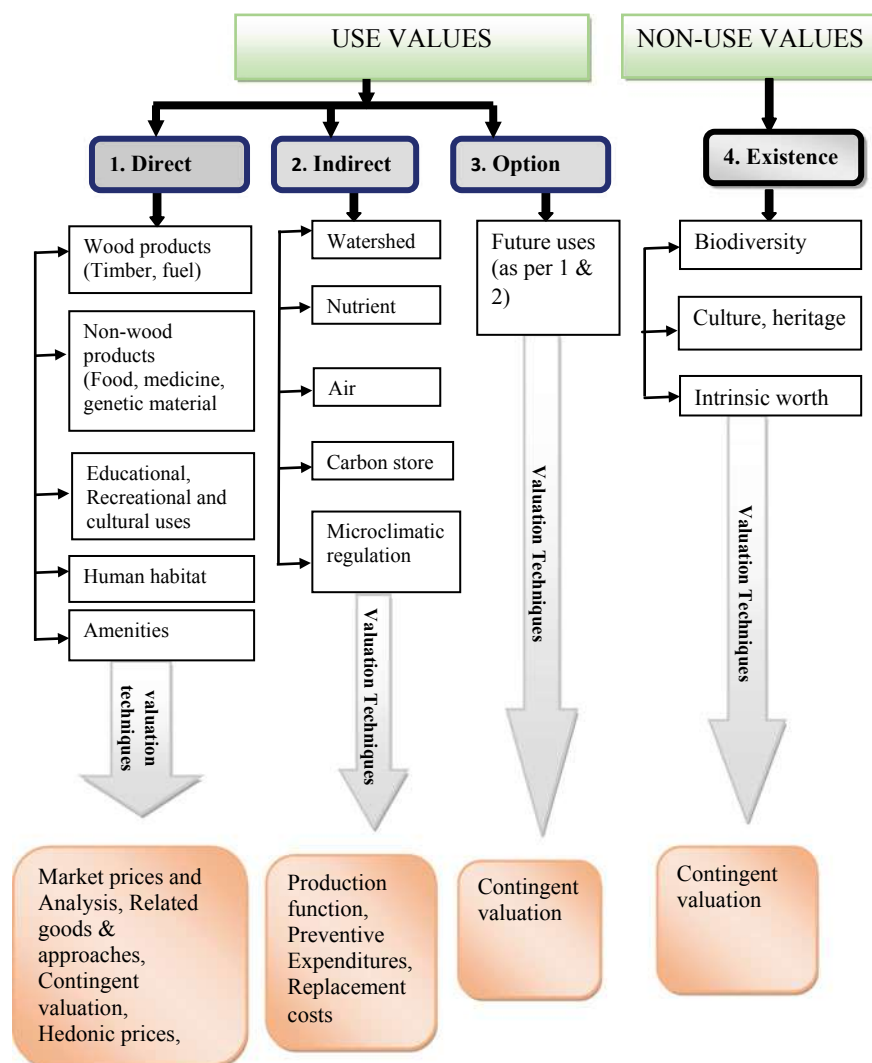 USE VALUES
NON-USE VALUES
1. Direct
2. Indirect
3. Option
4. Existence
Wood products
(Timber, fuel)
Non-wood
products
(Food, medicine,
genetic material
Educational,
Recreational and
cultural uses
Human habitat
Amenities
valuation
techniques
Market prices and
Analysis, Related
goods &
approaches,
Contingent
valuation,
Hedonic prices,
Watershed
Nutrient
Air
Carbon store
Microclimatic
regulation
Valuation Techniques
Production
function,
Preventive
Expenditures,
Replacement
costs
Future uses
(as per 1 &
2)
Valuation Techniques
Contingent
valuation
Biodiversity
Culture, heritage
Intrinsic worth
Valuation Techniques
Contingent
valuation